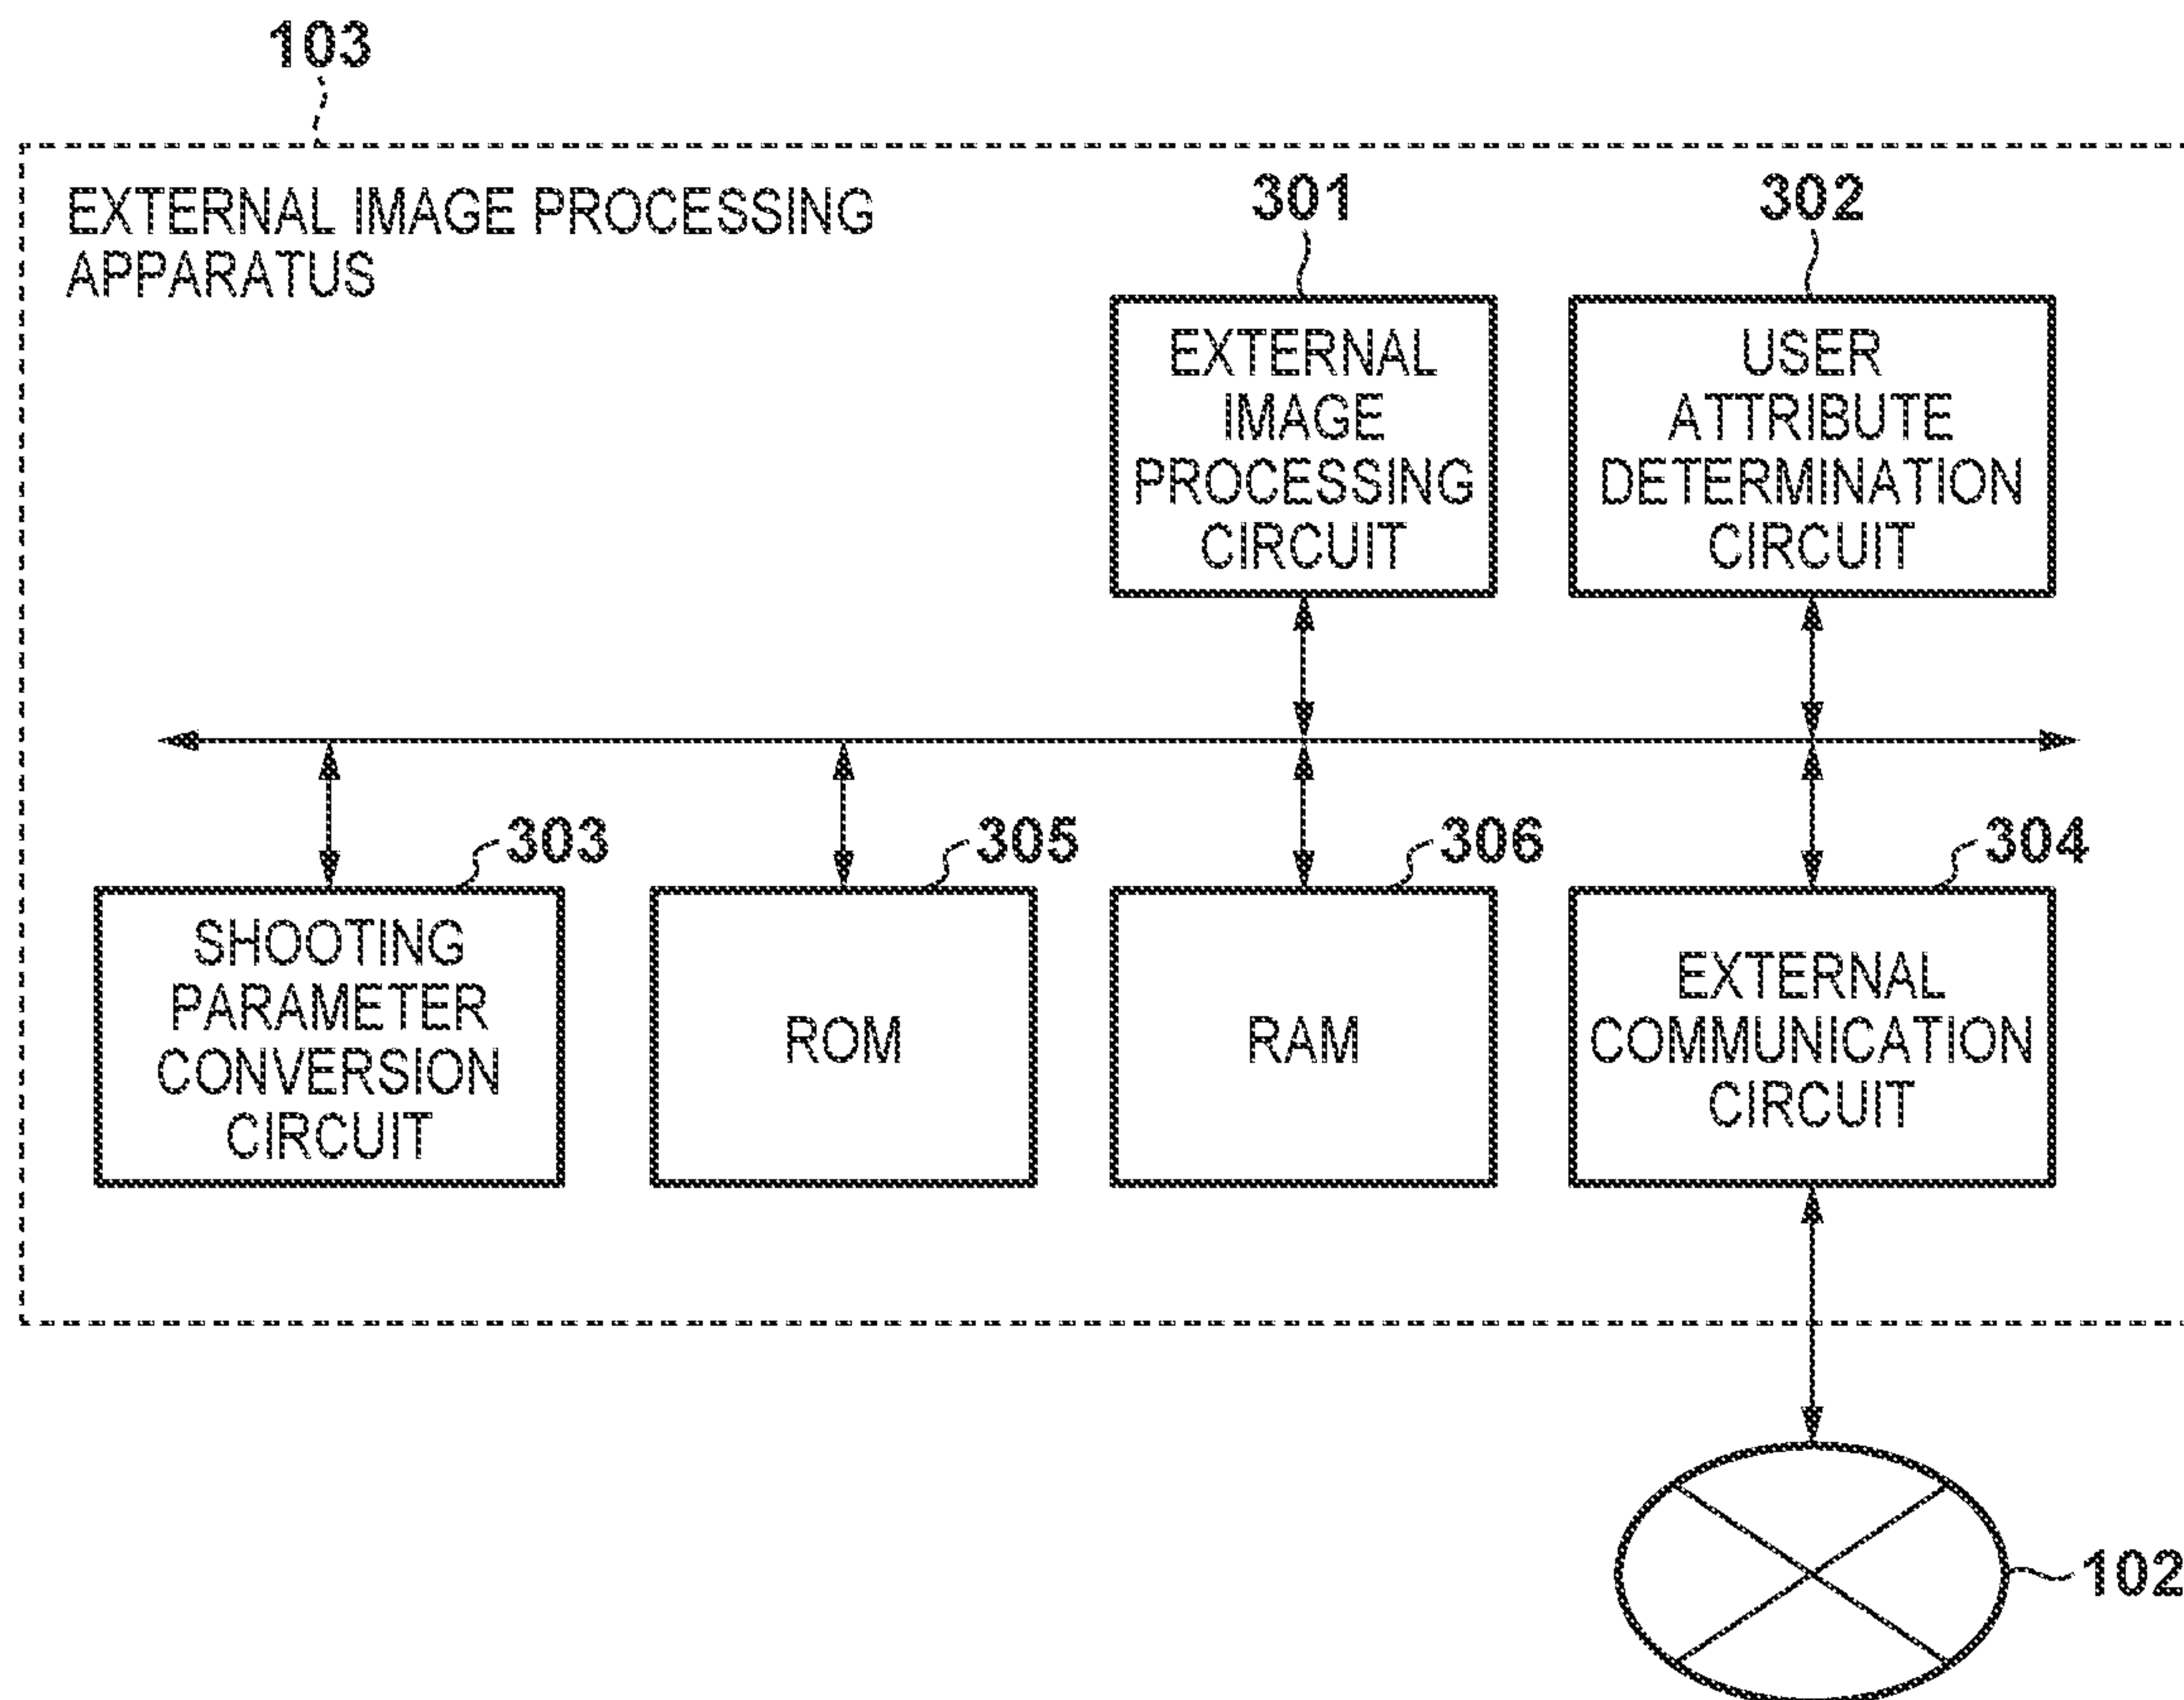 103
EXTERNAL IMAGE PROCESSING
APPARATUS
301
302
EXTERNAL
IMAGE
PROCESSING
CIRCUIT
USER
ATTRIBUTE
DETERMINATION
CIRCUIT
303
305
306
304
SHOOTING
PARAMETER
CONVERSION
CIRCUIT
ROM
RAM
EXTERNAL
COMMUNICATION
CIRCUIT
102